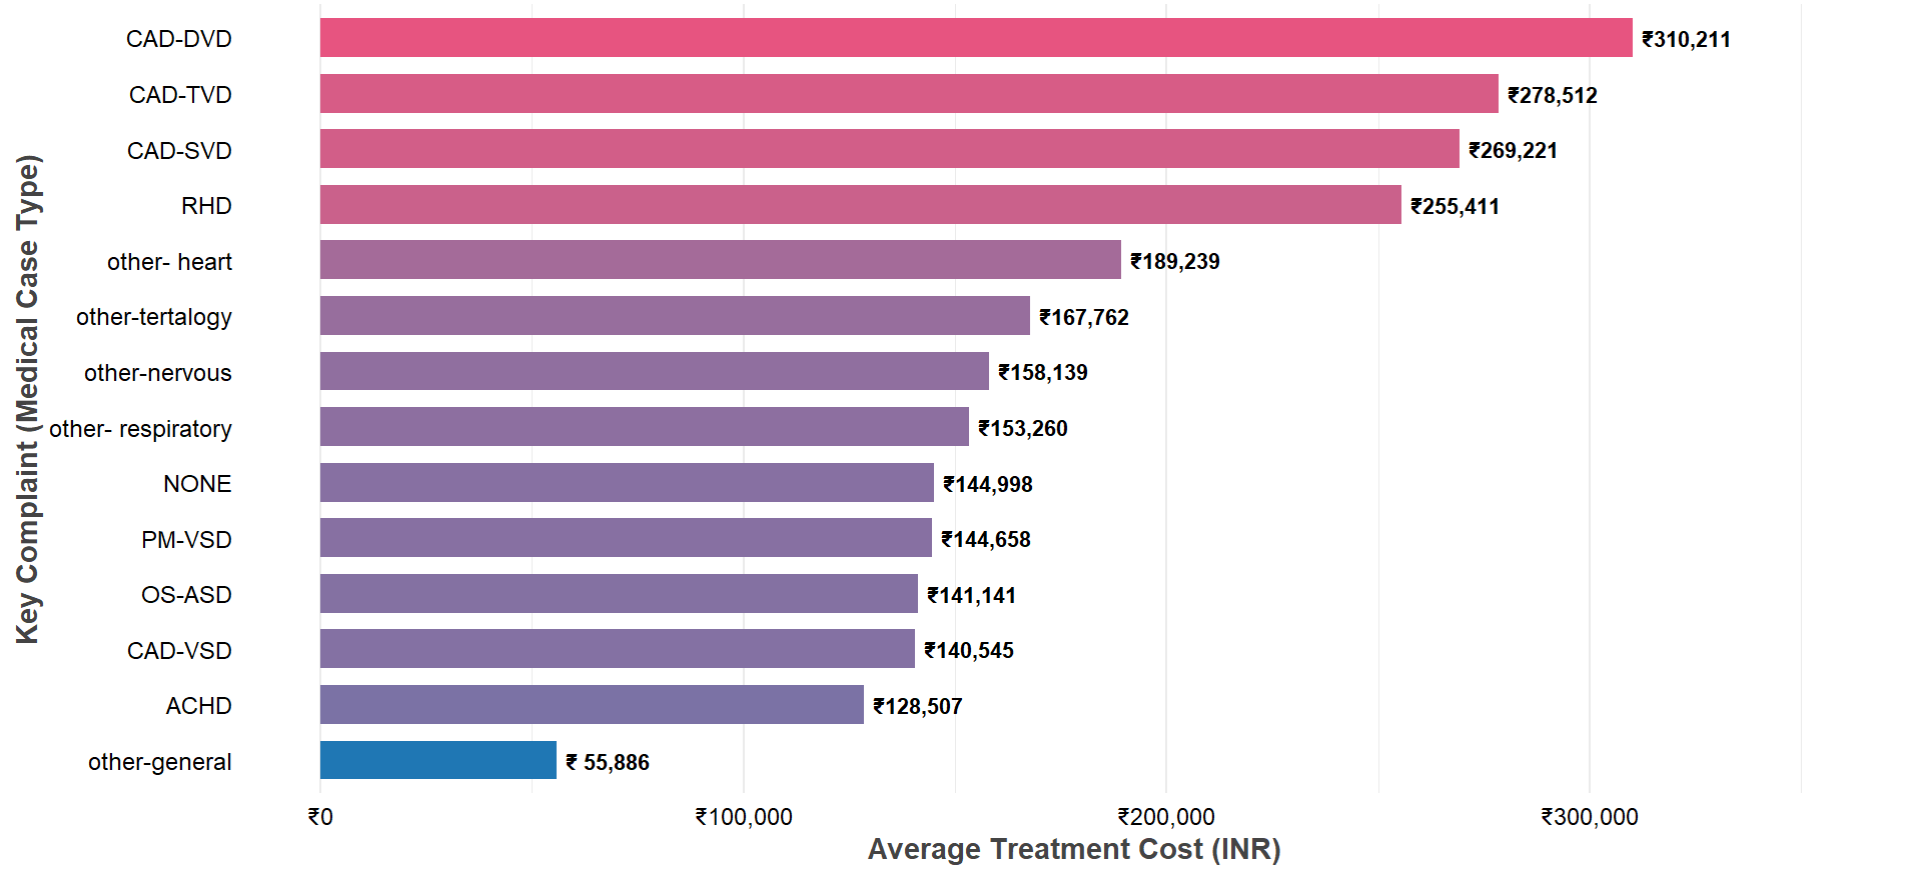 Key Complaint (Medical Case Type)
CAD-DVD ₹310,211
CAD-TVD ₹278,512
CAD-SVD ₹269,221
RHD ₹255,411
other- heart ₹189,239
other-tertalogy ₹167,762
other-nervous ₹158,139
other- respiratory ₹153,260
NONE ₹144,998
PM-VSD ₹144,658
OS-ASD ₹141,141
CAD-VSD ₹140,545
ACHD ₹128,507
other-general ₹ 55,886
₹0 ₹100,000 ₹200,000 ₹300,000
Average Treatment Cost (INR)